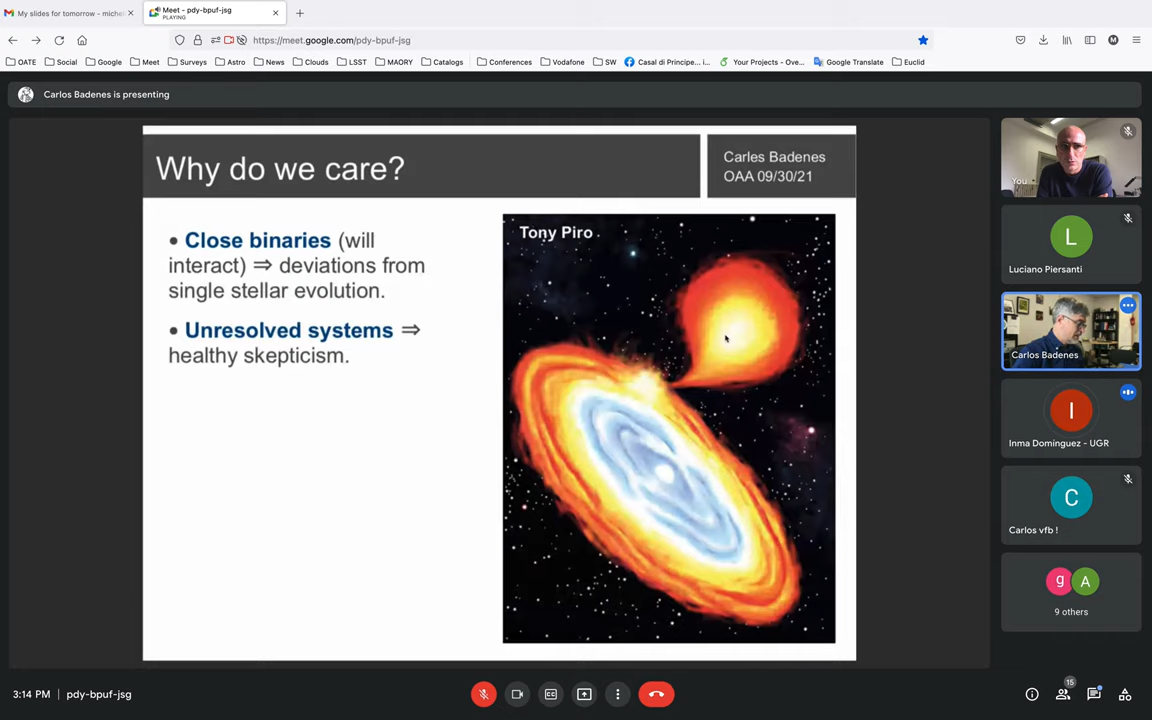 My slides for tomorrow - michel
Meet - pdy-bpuf-jsg
PLAYING
https://meet.google.com/pdy-bpuf-jsg
OATE
Social
Google
Meet
Surveys
Astro
News
Clouds
LSST
MAORY
Catalogs
Conferences
Vodafone
SW
Casal di Principe... i...
Your Projects - Ove...
Google Translate
Euclid
M
Carlos Badenes is presenting
Why do we care?
Carles Badenes
OAA 09/30/21
• Close binaries (will
interact) ⇒ deviations from
single stellar evolution.
• Unresolved systems ⇒
healthy skepticism.
Tony Piro
You
L
Luciano Piersanti
Carlos Badenes
I
Inma Dominguez - UGR
C
Carlos vfb !
g A
9 others
3:14 PM | pdy-bpuf-jsg
15